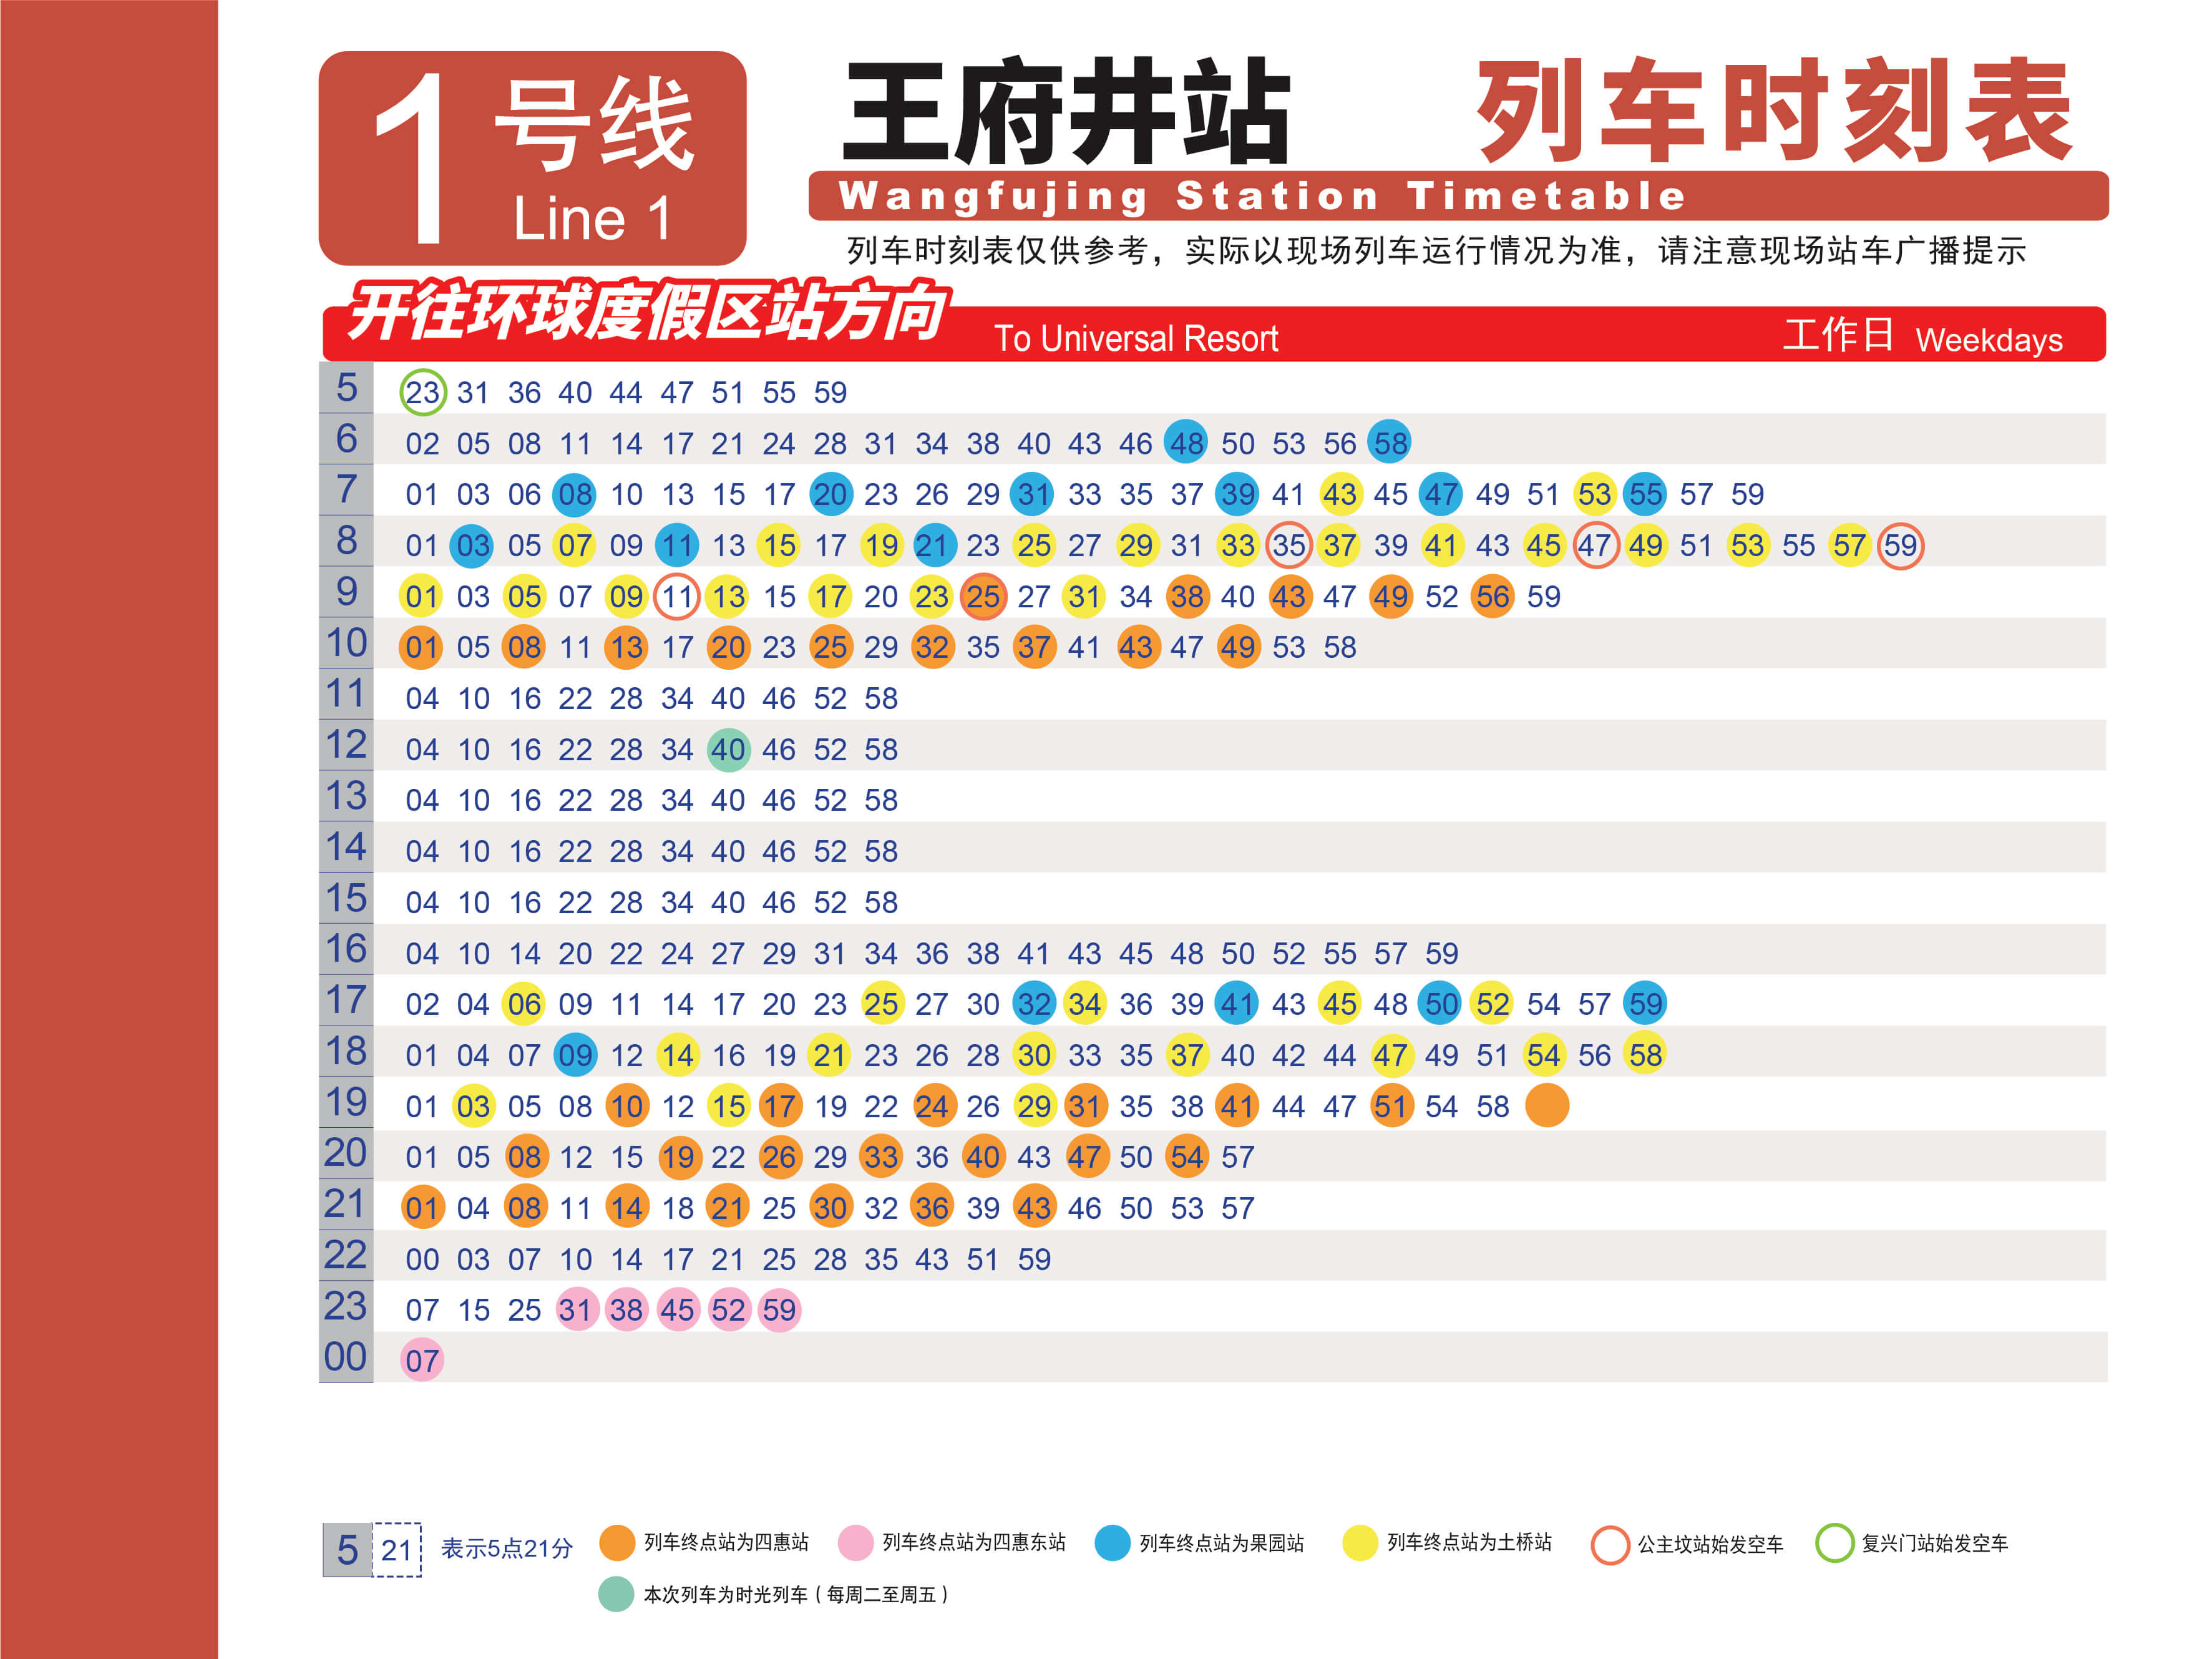 1号线
Line 1
王府井站 列车时刻表
Wangfujing Station Timetable
列车时刻表仅供参考，实际以现场列车运行情况为准，请注意现场站车广播提示
开往环球度假区站方向 To Universal Resort 工作日 Weekdays
5 23 31 36 40 44 47 51 55 59
6 02 05 08 11 14 17 21 24 28 31 34 38 40 43 46 48 50 53 56 58
7 01 03 06 08 10 13 15 17 20 23 26 29 31 33 35 37 39 41 43 45 47 49 51 53 55 57 59
8 01 03 05 07 09 11 13 15 17 19 21 23 25 27 29 31 33 35 37 39 41 43 45 47 49 51 53 55 57 59
9 01 03 05 07 09 11 13 15 17 20 23 25 27 31 34 38 40 43 47 49 52 56 59
10 01 05 08 11 13 17 20 23 25 29 32 35 37 41 43 47 49 53 58
11 04 10 16 22 28 34 40 46 52 58
12 04 10 16 22 28 34 40 46 52 58
13 04 10 16 22 28 34 40 46 52 58
14 04 10 16 22 28 34 40 46 52 58
15 04 10 16 22 28 34 40 46 52 58
16 04 10 14 20 22 24 27 29 31 34 36 38 41 43 45 48 50 52 55 57 59
17 02 04 06 09 11 14 17 20 23 25 27 30 32 34 36 39 41 43 45 48 50 52 54 57 59
18 01 04 07 09 12 14 16 19 21 23 26 28 30 33 35 37 40 42 44 47 49 51 54 56 58
19 01 03 05 08 10 12 15 17 19 22 24 26 29 31 35 38 41 44 47 51 54 58
20 01 05 08 12 15 19 22 26 29 33 36 40 43 47 50 54 57
21 01 04 08 11 14 18 21 25 30 32 36 39 43 46 50 53 57
22 00 03 07 10 14 17 21 25 28 35 43 51 59
23 07 15 25 31 38 45 52 59
00 07
5 21 表示5点21分 列车终点站为四惠站 列车终点站为四惠东站 列车终点站为果园站 列车终点站为土桥站 公主坟站始发空车 复兴门站始发空车
本次列车为时光列车（每周二至周五）